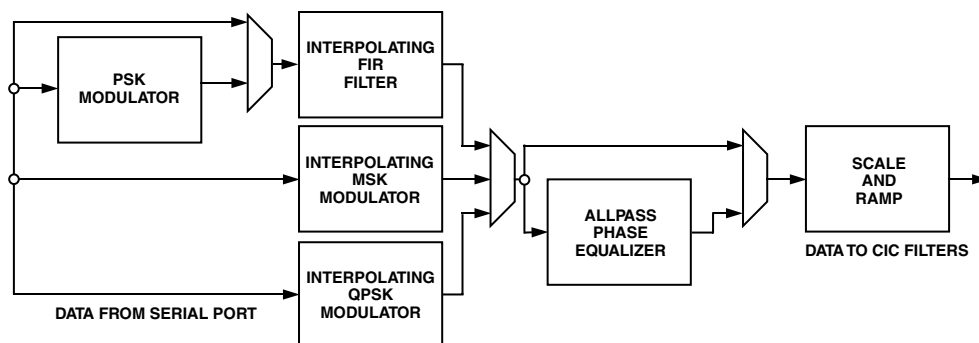 INTERPOLATING
FIR
FILTER
PSK
MODULATOR
INTERPOLATING
MSK
MODULATOR
ALLPASS
PHASE
EQUALIZER
SCALE
AND
RAMP
DATA TO CIC FILTERS
INTERPOLATING
QPSK
MODULATOR
DATA FROM SERIAL PORT